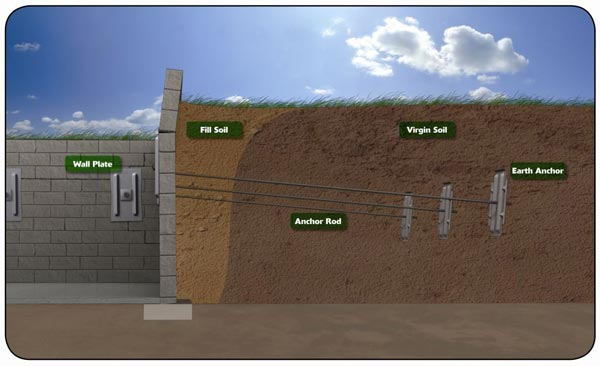 Fill Soil
Virgin Soil
Wall Plate
Earth Anchor
Anchor Rod